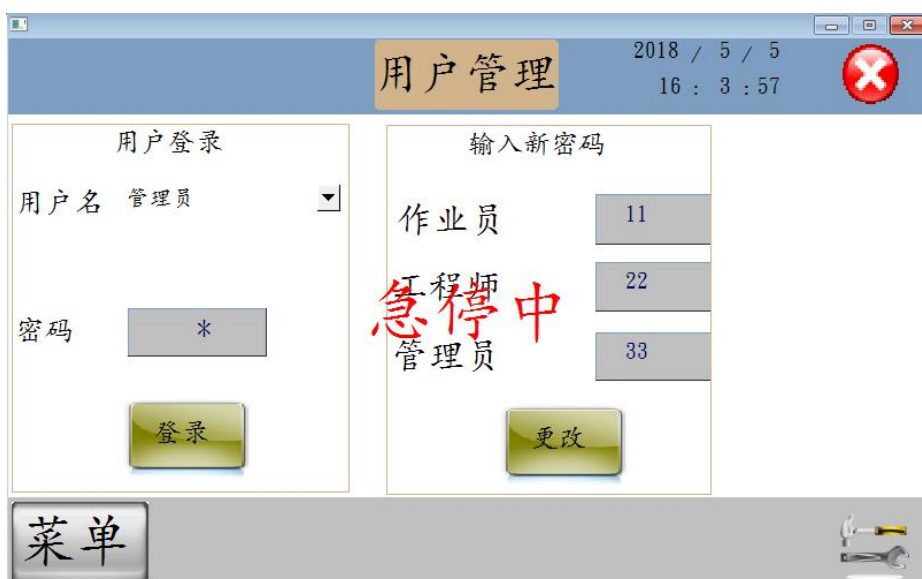 用户管理
2018 / 5 / 5
16 : 3 : 57
用户登录
用户名 管理员
密码 *
登录
输入新密码
作业员 11
工程师 22
急停中
管理员 33
更改
菜单